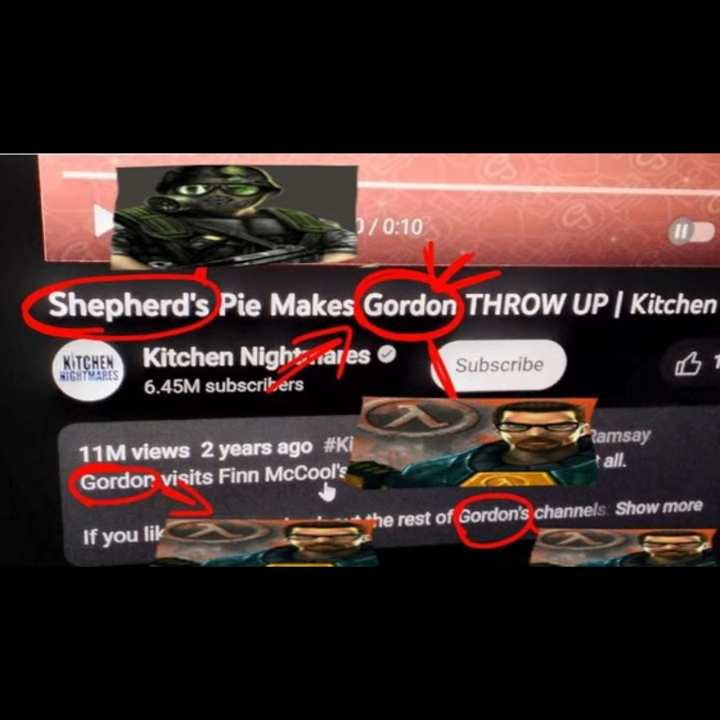 0 / 0:10
Shepherd's Pie Makes Gordon THROW UP | Kitchen
KITCHEN
NIGHTMARES
Kitchen Nightmares
Subscribe
6.45M subscribers
11M views 2 years ago #Ki
Ramsay
Gordon visits Finn McCool's
all.
If you lik
the rest of Gordon's channels: Show more